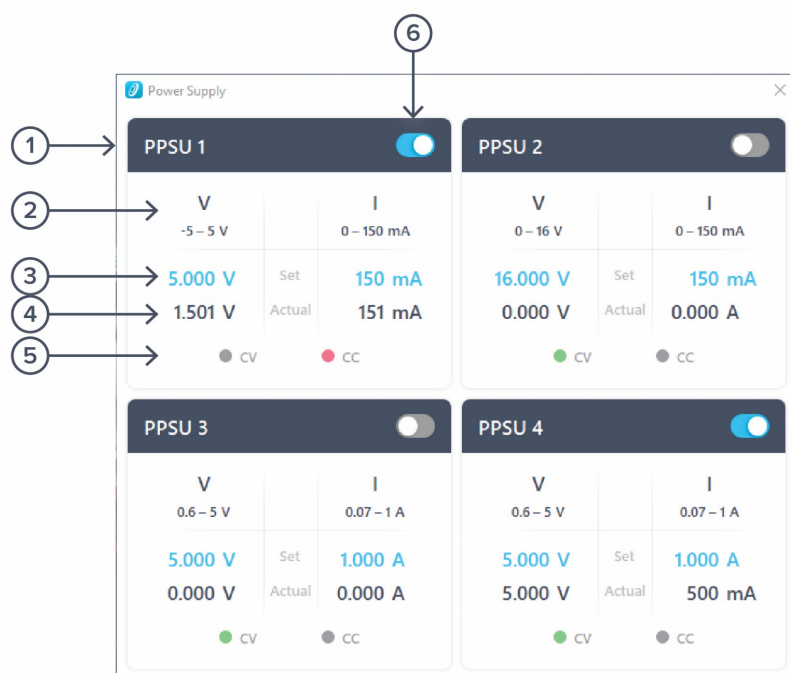 6
Power Supply
1
PPSU 1
PPSU 2
2
V I
-5 – 5 V 0 – 150 mA
V I
0 – 16 V 0 – 150 mA
3
5.000 V Set 150 mA
16.000 V Set 150 mA
4
1.501 V Actual 151 mA
0.000 V Actual 0.000 A
5
CV CC
CV CC
PPSU 3
PPSU 4
V I
0.6 – 5 V 0.07 – 1 A
V I
0.6 – 5 V 0.07 – 1 A
5.000 V Set 1.000 A
5.000 V Set 1.000 A
0.000 V Actual 0.000 A
5.000 V Actual 500 mA
CV CC
CV CC